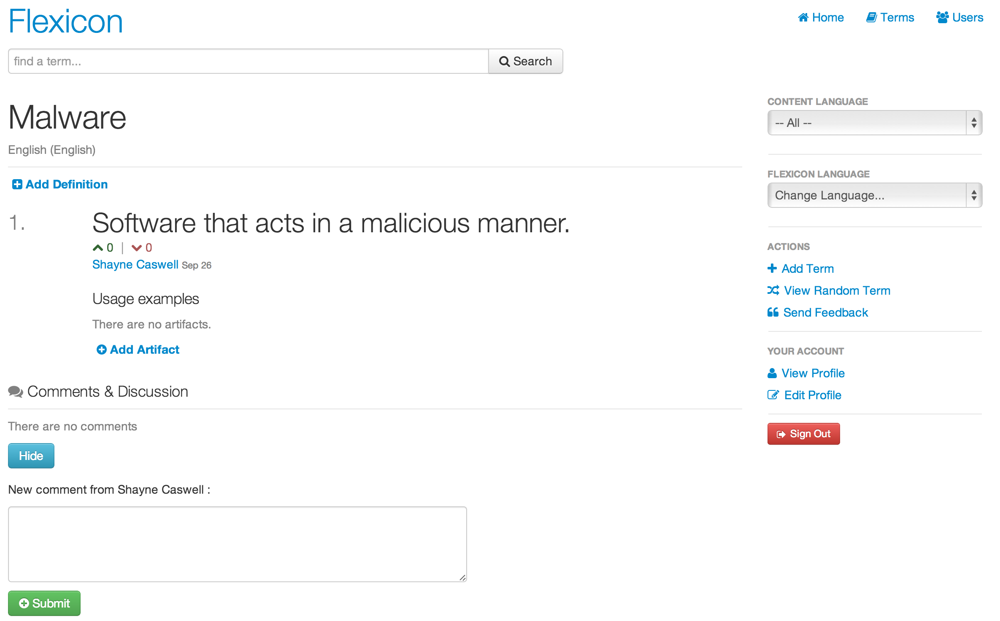 Flexicon
Home Terms Users
find a term... Search
Malware
English (English)
Add Definition
1. Software that acts in a malicious manner.
0 | 0
Shayne Caswell Sep 26
Usage examples
There are no artifacts.
Add Artifact
Comments & Discussion
There are no comments
Hide
New comment from Shayne Caswell :
Submit
CONTENT LANGUAGE
-- All --
FLEXICON LANGUAGE
Change Language...
ACTIONS
Add Term
View Random Term
Send Feedback
YOUR ACCOUNT
View Profile
Edit Profile
Sign Out